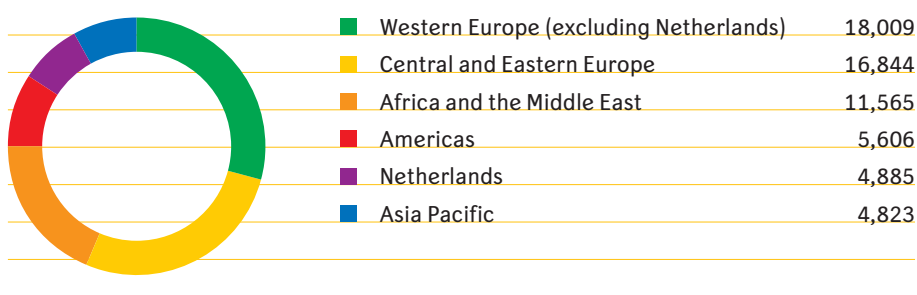 Western Europe (excluding Netherlands) 18,009
Central and Eastern Europe 16,844
Africa and the Middle East 11,565
Americas 5,606
Netherlands 4,885
Asia Pacific 4,823